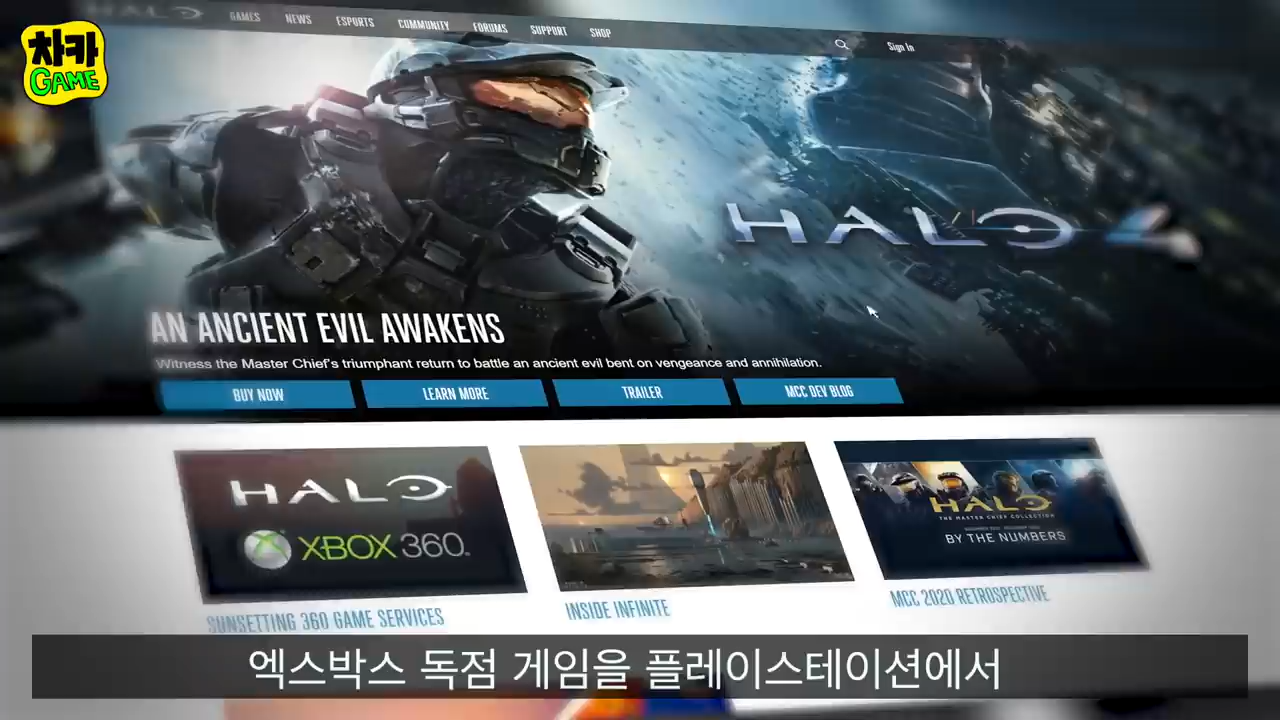 차카
GAME
HALO
GAMES NEWS ESPORTS COMMUNITY FORUMS SUPPORT SHOP
Sign In
HALO 4
AN ANCIENT EVIL AWAKENS
Witness the Master Chief's triumphant return to battle an ancient evil bent on vengeance and annihilation.
BUY NOW LEARN MORE TRAILER MCC DEV BLOG
HALO
XBOX 360
HALO
THE MASTER CHIEF COLLECTION
BY THE NUMBERS
SUNSETTING 360 GAME SERVICES
INSIDE INFINITE
MCC 2020 RETROSPECTIVE
엑스박스 독점 게임을 플레이스테이션에서